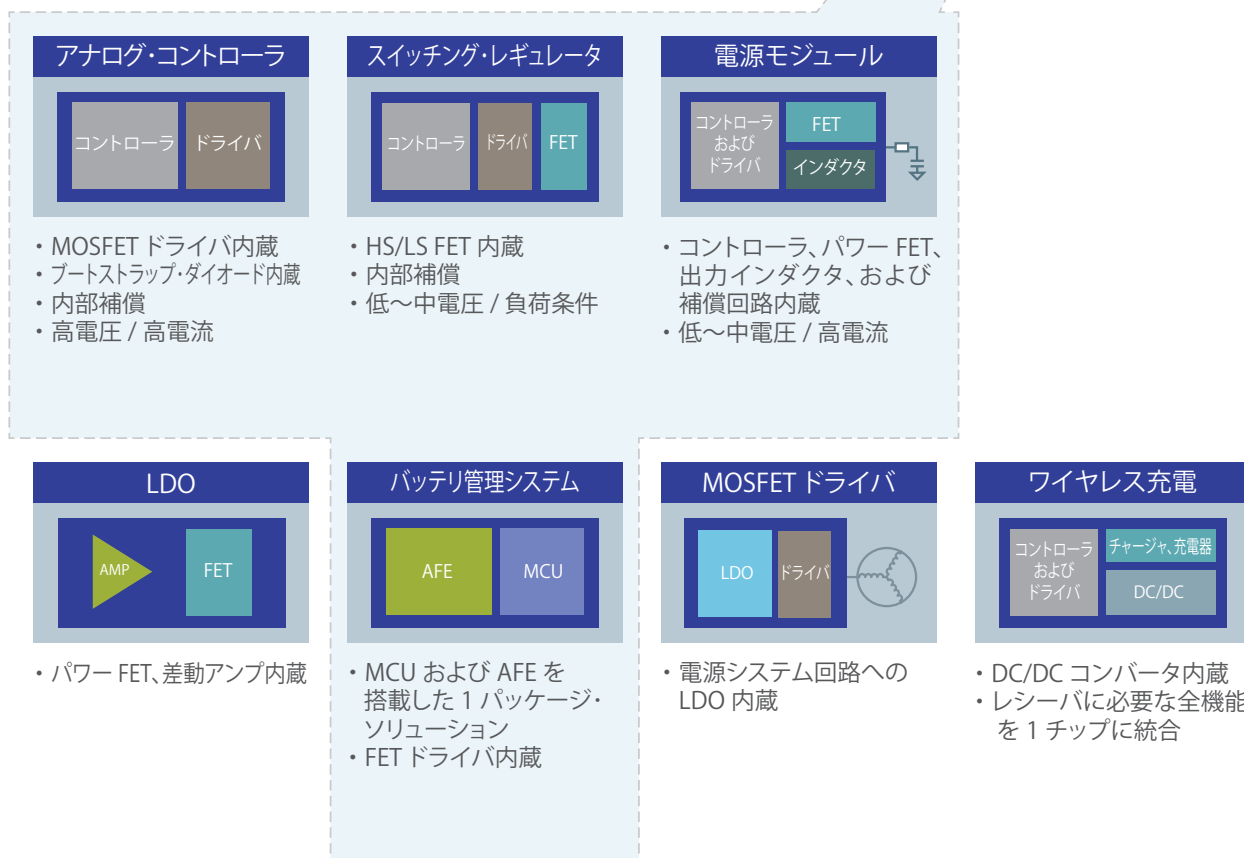 アナログ・コントローラ
コントローラ
ドライバ
・MOSFET ドライバ内蔵
・ブートストラップ・ダイオード内蔵
・内部補償
・高電圧 / 高電流
スイッチング・レギュレータ
コントローラ
ドライバ
FET
・HS/LS FET 内蔵
・内部補償
・低～中電圧 / 負荷条件
電源モジュール
コントローラ
および
ドライバ
FET
インダクタ
・コントローラ、パワー FET、
出力インダクタ、および
補償回路内蔵
・低～中電圧 / 高電流
LDO
AMP
FET
・パワー FET、差動アンプ内蔵
バッテリ管理システム
AFE
MCU
・MCU および AFE を
搭載した 1 パッケージ・
ソリューション
・FET ドライバ内蔵
MOSFET ドライバ
LDO
ドライバ
・電源システム回路への
LDO 内蔵
ワイヤレス充電
コントローラ
および
ドライバ
チャージャ、充電器
DC/DC
・DC/DC コンバータ内蔵
・レシーバに必要な全機能
を 1 チップに統合